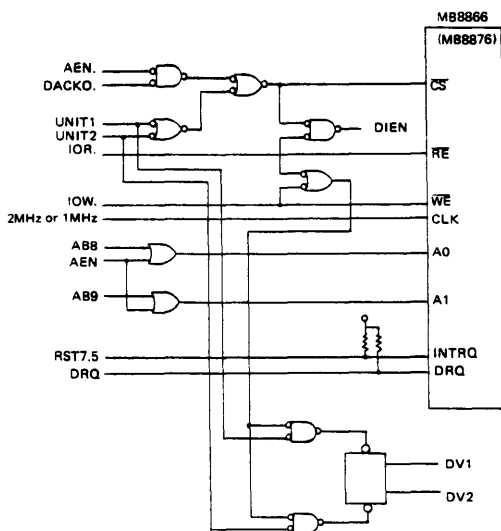 MB8866
(MB8876)
AEN.
DACKO.
CS
UNIT1
UNIT2
DIEN
IOR.
RE
IOW.
WE
2MHz or 1MHz
CLK
AB8
A0
AEN
AB9
A1
RST7.5
INTRQ
DRQ
DRQ
DV1
DV2